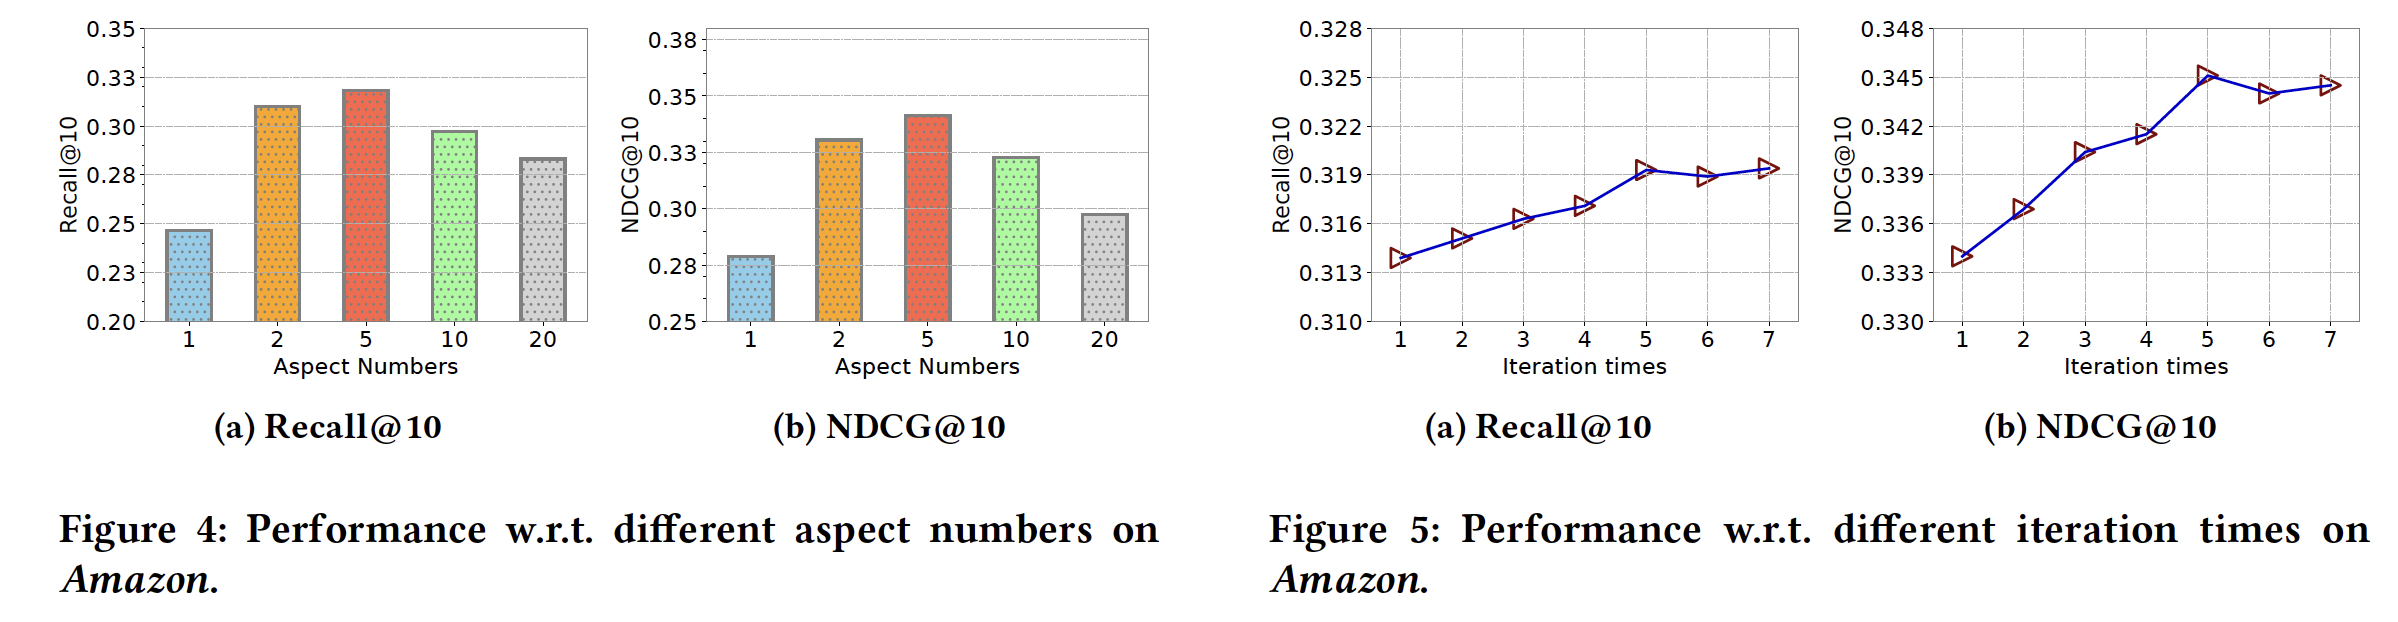 0.35
0.33
0.30
0.28
0.25
0.23
0.20
Recall@10
1 2 5 10 20
Aspect Numbers
(a) Recall@10
0.38
0.35
0.33
0.30
0.28
0.25
NDCG@10
1 2 5 10 20
Aspect Numbers
(b) NDCG@10
Figure 4: Performance w.r.t. different aspect numbers on
Amazon.
0.328
0.325
0.322
0.319
0.316
0.313
0.310
Recall@10
1 2 3 4 5 6 7
Iteration times
(a) Recall@10
0.348
0.345
0.342
0.339
0.336
0.333
0.330
NDCG@10
1 2 3 4 5 6 7
Iteration times
(b) NDCG@10
Figure 5: Performance w.r.t. different iteration times on
Amazon.